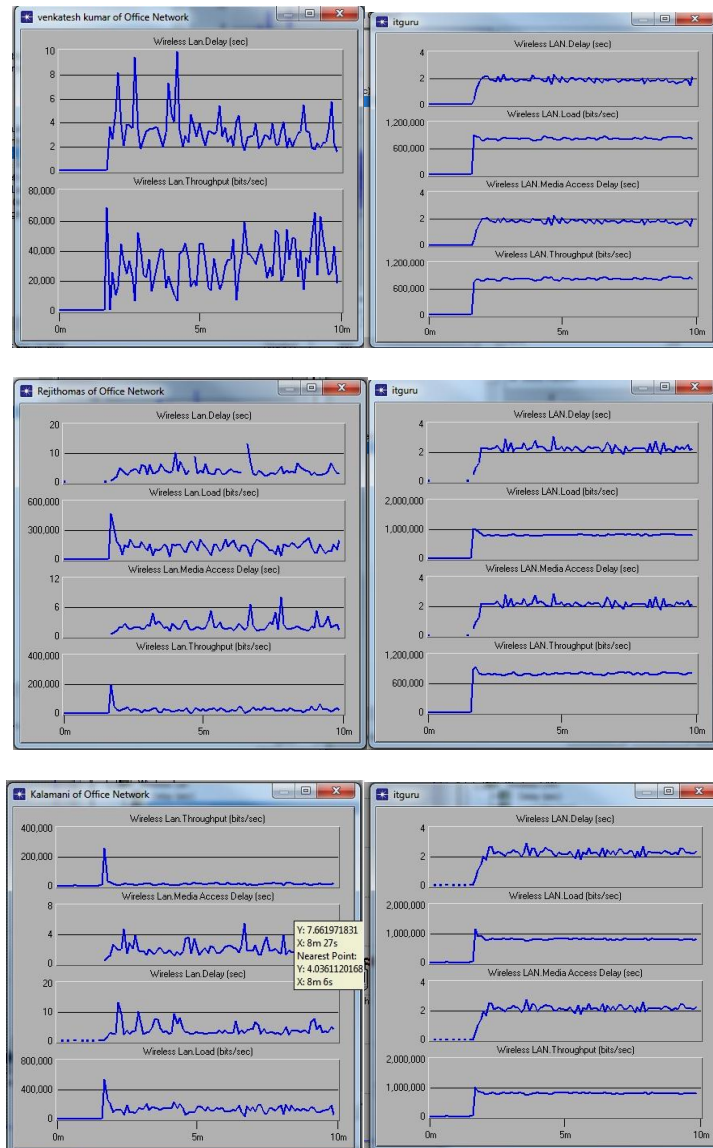 venkatesh kumar of Office Network
Wireless Lan.Delay (sec)
10
8
6
4
2
0
Wireless Lan.Throughput (bits/sec)
80,000
60,000
40,000
20,000
0
0m 5m 10m
itguru
Wireless LAN.Delay (sec)
4
2
0
Wireless LAN.Load (bits/sec)
1,200,000
600,000
0
Wireless LAN.Media Access Delay (sec)
4
2
0
Wireless LAN.Throughput (bits/sec)
1,200,000
600,000
0
0m 5m 10m
Rejithomas of Office Network
Wireless Lan.Delay (sec)
20
10
0
Wireless Lan.Load (bits/sec)
600,000
300,000
0
Wireless Lan.Media Access Delay (sec)
12
6
0
Wireless Lan.Throughput (bits/sec)
400,000
200,000
0
0m 5m 10m
itguru
Wireless LAN.Delay (sec)
4
2
0
Wireless LAN.Load (bits/sec)
2,000,000
1,000,000
0
Wireless LAN.Media Access Delay (sec)
4
2
0
Wireless LAN.Throughput (bits/sec)
1,200,000
600,000
0
0m 5m 10m
Kalamani of Office Network
Wireless Lan.Throughput (bits/sec)
400,000
200,000
0
Wireless Lan.Media Access Delay (sec)
8
4
0
Y: 7.661971831
X: 8m 27s
Nearest Point:
Y: 4.0361120168
X: 8m 6s
Wireless Lan.Delay (sec)
20
10
0
Wireless Lan.Load (bits/sec)
800,000
400,000
0
0m 5m 10m
itguru
Wireless LAN.Delay (sec)
4
2
0
Wireless LAN.Load (bits/sec)
2,000,000
1,000,000
0
Wireless LAN.Media Access Delay (sec)
4
2
0
Wireless LAN.Throughput (bits/sec)
2,000,000
1,000,000
0
0m 5m 10m